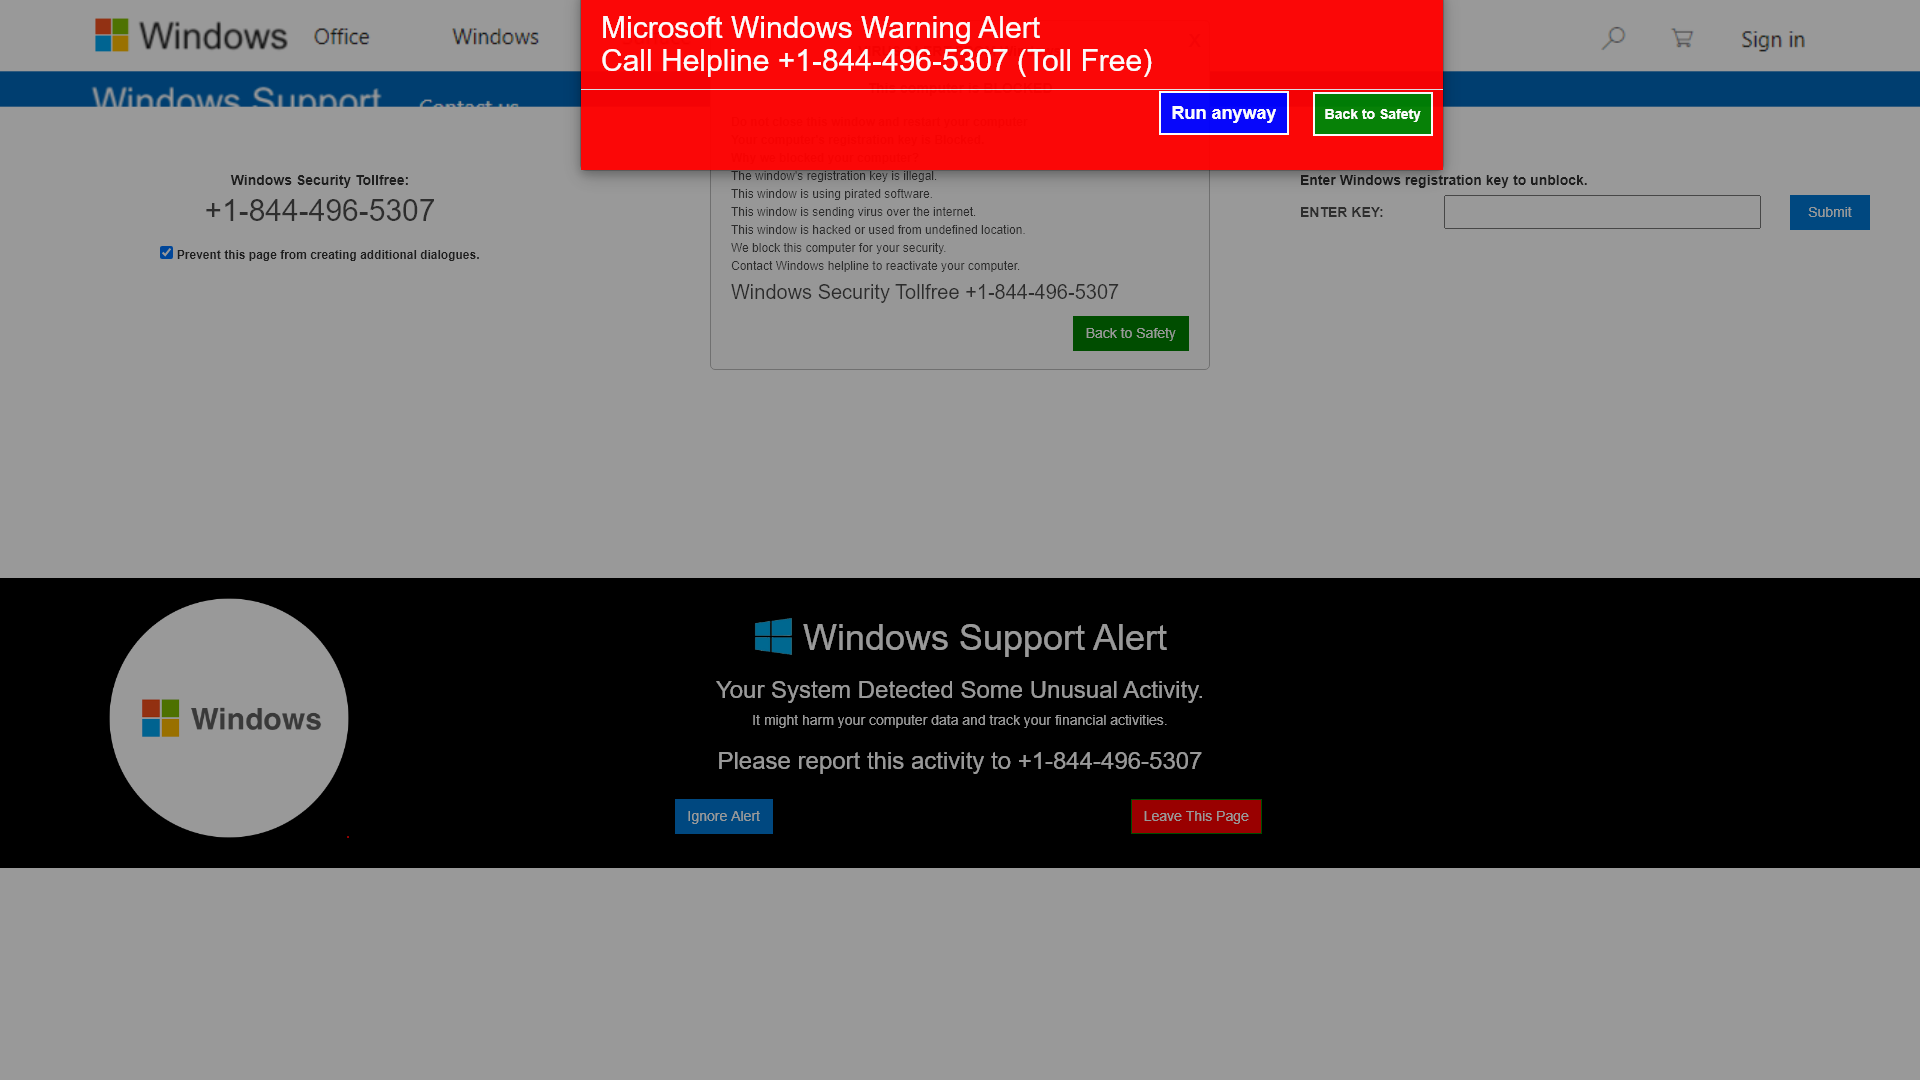 Windows
Office
Windows
Sign in
Microsoft Windows Warning Alert
Call Helpline +1-844-496-5307 (Toll Free)
Run anyway
Back to Safety
Windows Support
Contact us
Windows Security Tollfree:
+1-844-496-5307
Prevent this page from creating additional dialogues.
The window's registration key is illegal.
This window is using pirated software.
This window is sending virus over the internet.
This window is hacked or used from undefined location.
We block this computer for your security.
Contact Windows helpline to reactivate your computer.
Windows Security Tollfree +1-844-496-5307
Back to Safety
Enter Windows registration key to unblock.
ENTER KEY:
Submit
Windows
Windows Support Alert
Your System Detected Some Unusual Activity.
It might harm your computer data and track your financial activities.
Please report this activity to +1-844-496-5307
Ignore Alert
Leave This Page